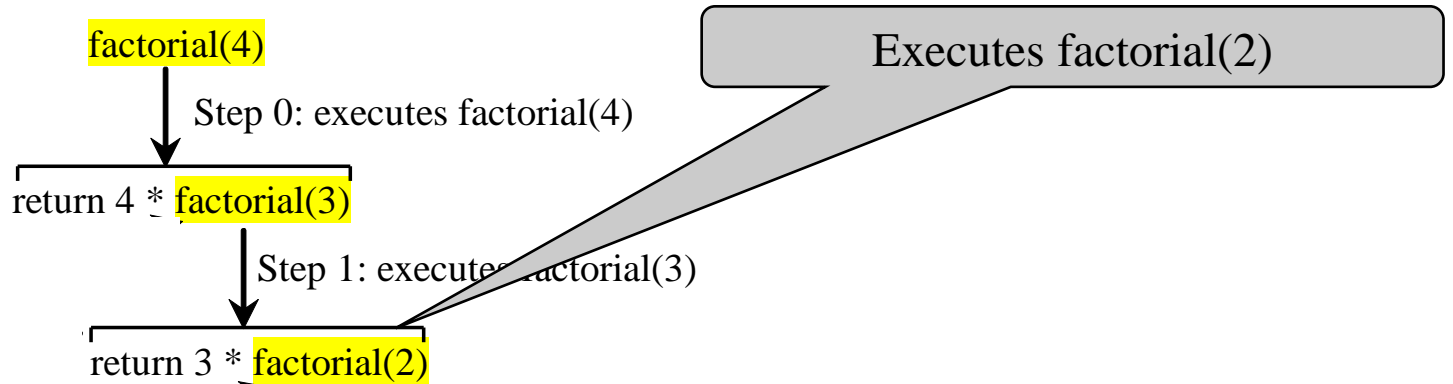 factorial(4)
Executes factorial(2)
Step 0: executes factorial(4)
return 4 * factorial(3)
Step 1: executes factorial(3)
return 3 * factorial(2)